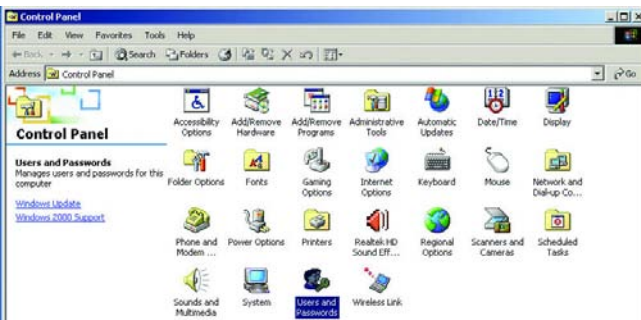 Control Panel
File Edit View Favorites Tools Help
Back Search Folders
Address Control Panel Go
Control Panel
Users and Passwords
Manages users and passwords for this
computer
Windows Update
Windows 2000 Support
Accessibility
Options
Add/Remove
Hardware
Add/Remove
Programs
Administrative
Tools
Automatic
Updates
Date/Time
Display
Folder Options
Fonts
Gaming
Options
Internet
Options
Keyboard
Mouse
Network and
Dial-up Co...
Phone and
Modem ...
Power Options
Printers
Realtek HD
Sound Eff...
Regional
Options
Scanners and
Cameras
Scheduled
Tasks
Sounds and
Multimedia
System
Users and
Passwords
Wireless Link